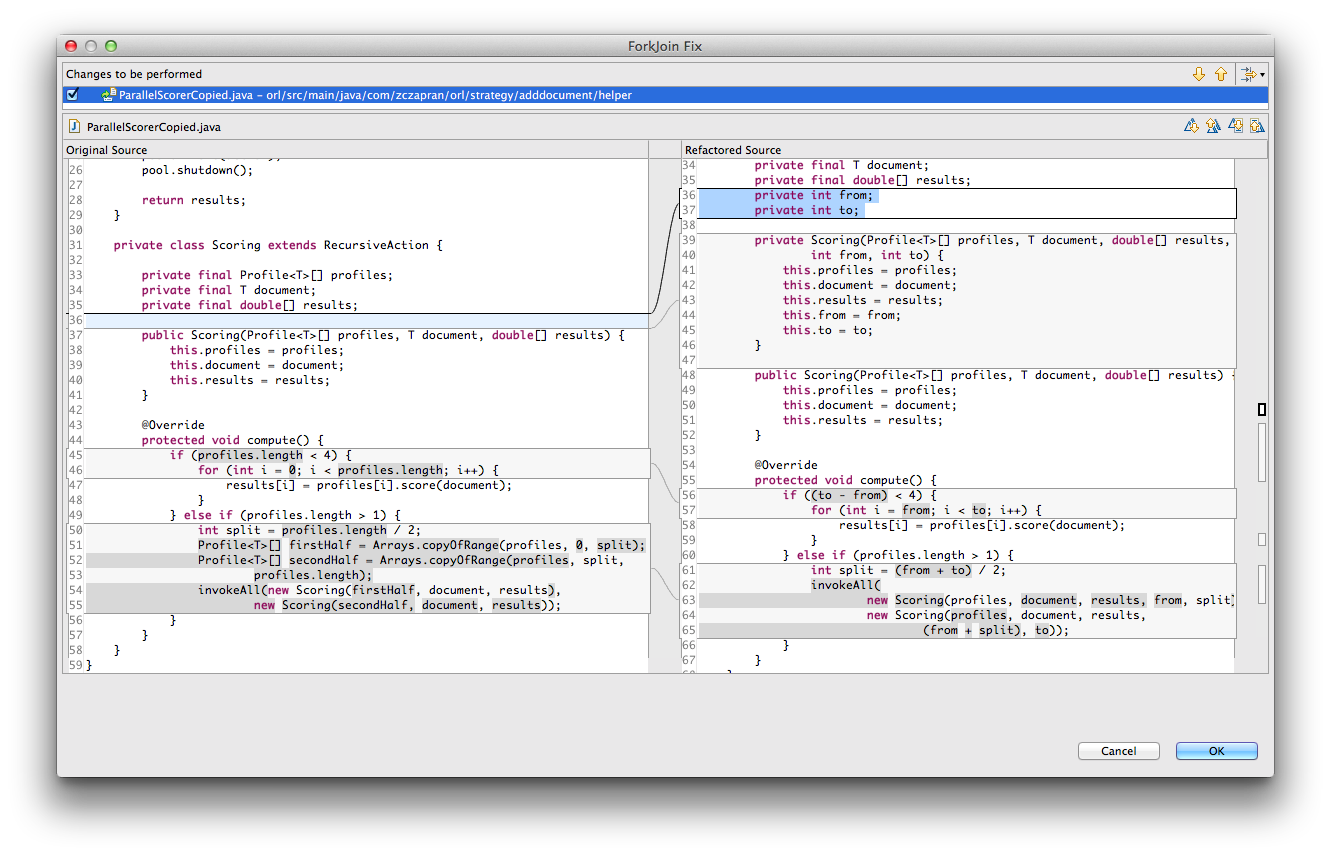 ForkJoin Fix
Changes to be performed
ParallelScorerCopied.java – orl/src/main/java/com/zczapran/orl/strategy/adddocument/helper
ParallelScorerCopied.java
Original Source
26         pool.shutdown();
27
28         return results;
29     }
30
31     private class Scoring extends RecursiveAction {
32
33         private final Profile<T>[] profiles;
34         private final T document;
35         private final double[] results;
36
37         public Scoring(Profile<T>[] profiles, T document, double[] results) {
38             this.profiles = profiles;
39             this.document = document;
40             this.results = results;
41         }
42
43         @Override
44         protected void compute() {
45             if (profiles.length < 4) {
46                 for (int i = 0; i < profiles.length; i++) {
47                     results[i] = profiles[i].score(document);
48                 }
49             } else if (profiles.length > 1) {
50                 int split = profiles.length / 2;
51                 Profile<T>[] firstHalf = Arrays.copyOfRange(profiles, 0, split);
52                 Profile<T>[] secondHalf = Arrays.copyOfRange(profiles, split,
53                         profiles.length);
54                 invokeAll(new Scoring(firstHalf, document, results),
55                         new Scoring(secondHalf, document, results));
56             }
57         }
58     }
59 }
Refactored Source
34         private final T document;
35         private final double[] results;
36         private int from;
37         private int to;
38
39         private Scoring(Profile<T>[] profiles, T document, double[] results,
40                 int from, int to) {
41             this.profiles = profiles;
42             this.document = document;
43             this.results = results;
44             this.from = from;
45             this.to = to;
46         }
47
48         public Scoring(Profile<T>[] profiles, T document, double[] results) {
49             this.profiles = profiles;
50             this.document = document;
51             this.results = results;
52         }
53
54         @Override
55         protected void compute() {
56             if ((to - from) < 4) {
57                 for (int i = from; i < to; i++) {
58                     results[i] = profiles[i].score(document);
59                 }
60             } else if (profiles.length > 1) {
61                 int split = (from + to) / 2;
62                 invokeAll(
63                         new Scoring(profiles, document, results, from, split)
64                         new Scoring(profiles, document, results,
65                                 (from + split), to));
66             }
67         }
Cancel
OK